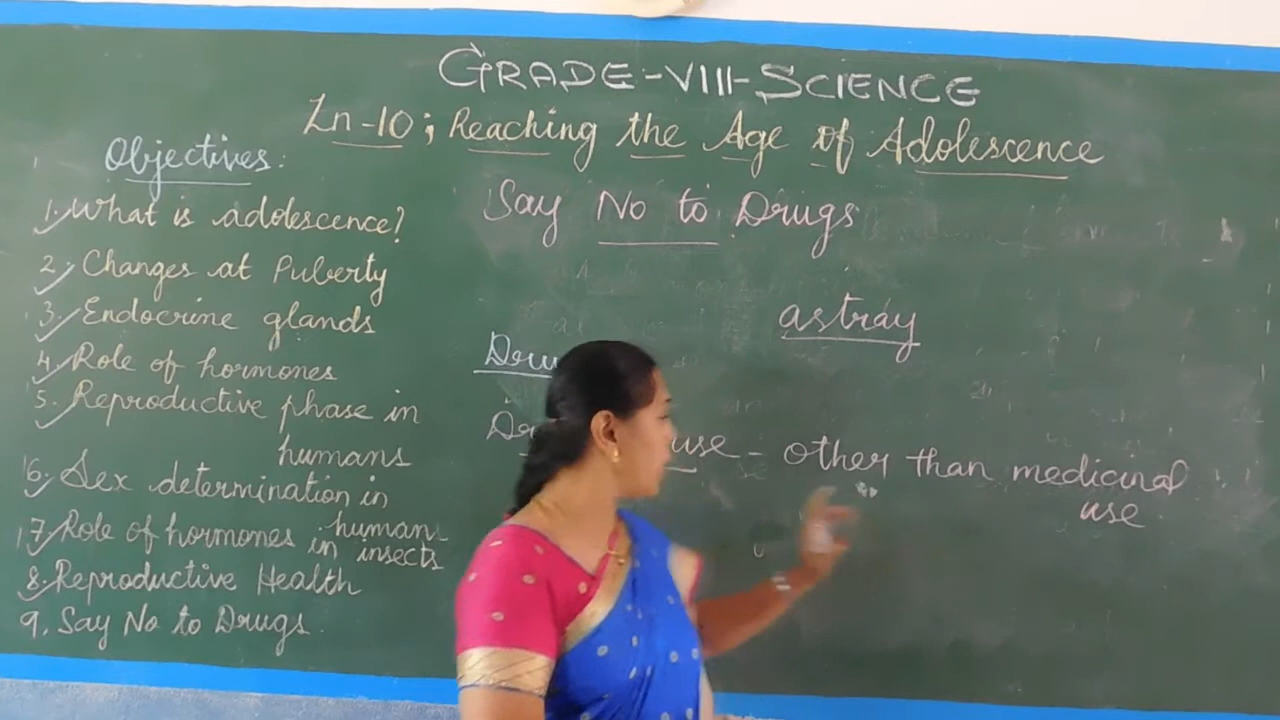 GRADE-VIII-SCIENCE
Ln-10; Reaching the Age of Adolescence
Objectives:
1. What is adolescence?
2. Changes at Puberty
3. Endocrine glands
4. Role of hormones
5. Reproductive phase in
humans
6. Sex determination in
humans
7. Role of hormones in insects
8. Reproductive Health
9. Say No to Drugs.
Say No to Drugs
astray
Dru
D use - other than medicinal
use